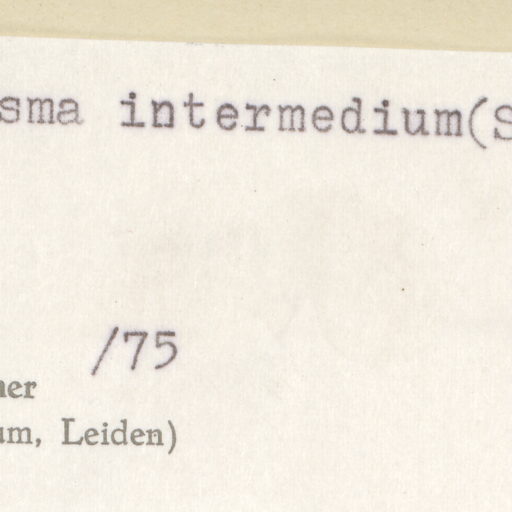 sma intermedium(S
/75
ner
um, Leiden)